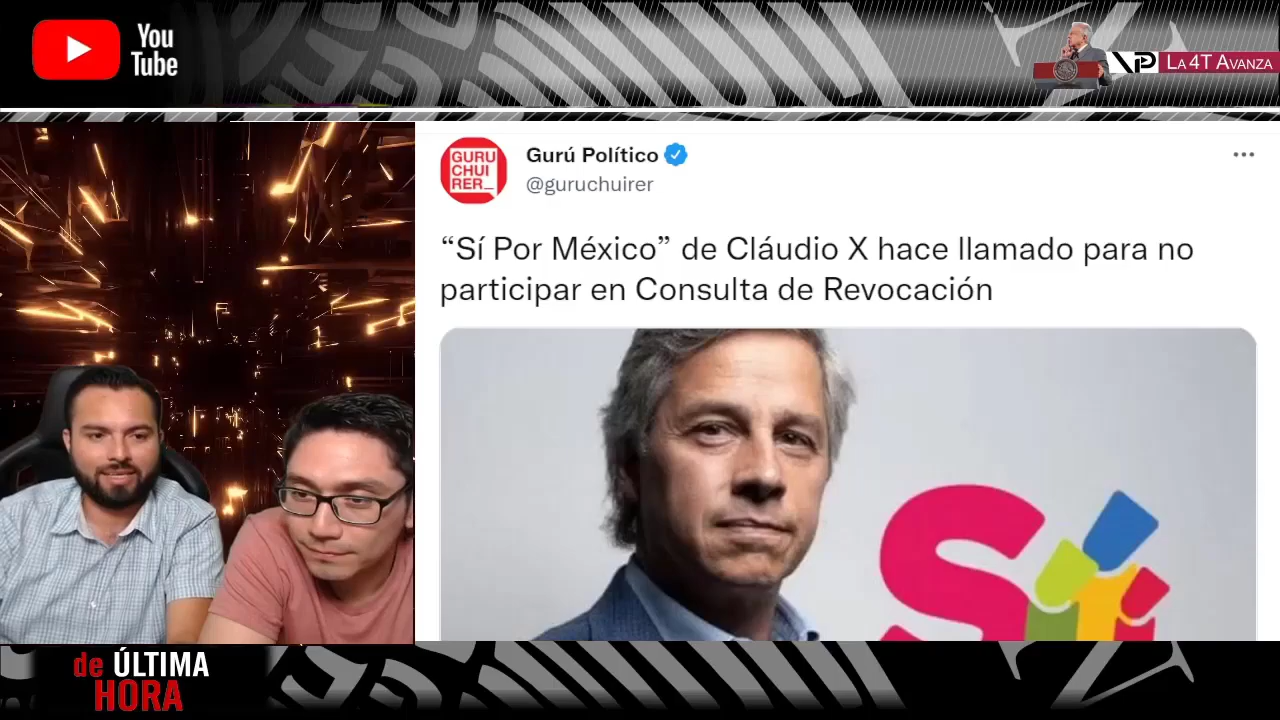 You
Tube
VP LA 4T AVANZA
GURU
CHUI
RER_
Gurú Político
@guruchuirer
“Sí Por México” de Cláudio X hace llamado para no
participar en Consulta de Revocación
Sí
de ÚLTIMA
HORA